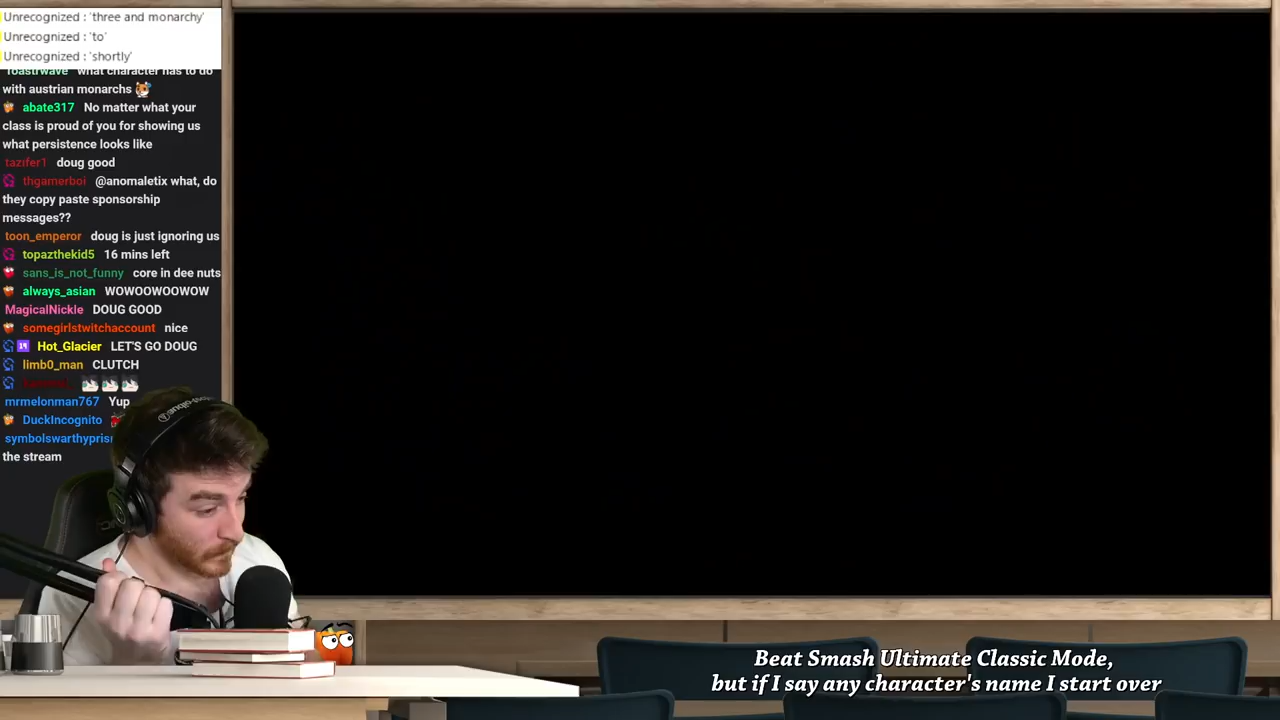 Unrecognized : 'three and monarchy'
Unrecognized : 'to'
Unrecognized : 'shortly'
Toastrwave what character has to do
with austrian monarchs
abate317 No matter what your
class is proud of you for showing us
what persistence looks like
tazifer1 doug good
thgamerboi @anomaletix what, do
they copy paste sponsorship
messages??
toon_emperor doug is just ignoring us
topazthekid5 16 mins left
sans_is_not_funny core in dee nuts
always_asian WOWOOWOOWOW
MagicalNickle DOUG GOOD
somegirlstwitchaccount nice
Hot_Glacier LET'S GO DOUG
limb0_man CLUTCH
mrmelonman767 Yup
DuckIncognito
the stream
Beat Smash Ultimate Classic Mode,
but if I say any character's name I start over